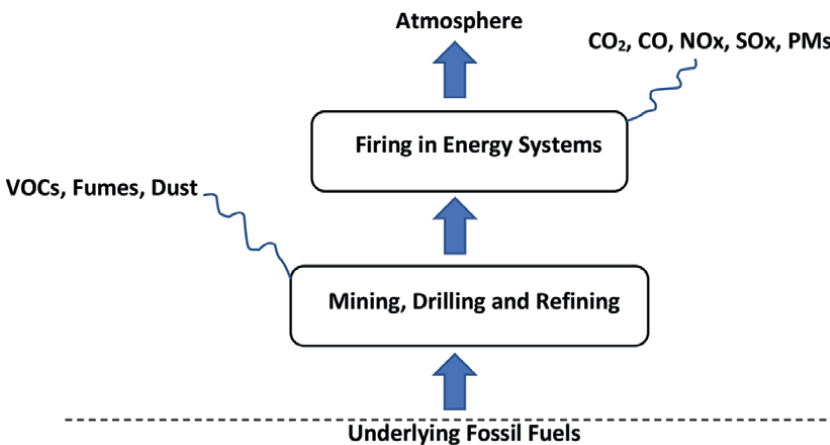 Atmosphere
CO₂, CO, NOx, SOx, PMs
Firing in Energy Systems
VOCs, Fumes, Dust
Mining, Drilling and Refining
Underlying Fossil Fuels